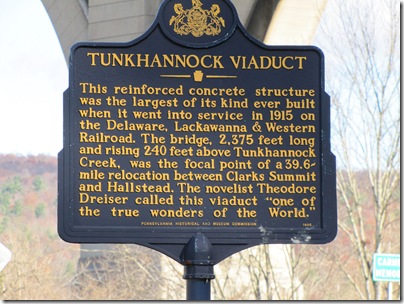 TUNKHANNOCK VIADUCT
This reinforced concrete structure
was the largest of its kind ever built
when it went into service in 1915 on
the Delaware, Lackawanna & Western
Railroad. The bridge, 2,375 feet long
and rising 240 feet above Tunkhannock
Creek, was the focal point of a 39.6-
mile relocation between Clarks Summit
and Hallstead. The novelist Theodore
Dreiser called this viaduct "one of
the true wonders of the World."
PENNSYLVANIA HISTORICAL AND MUSEUM COMMISSION